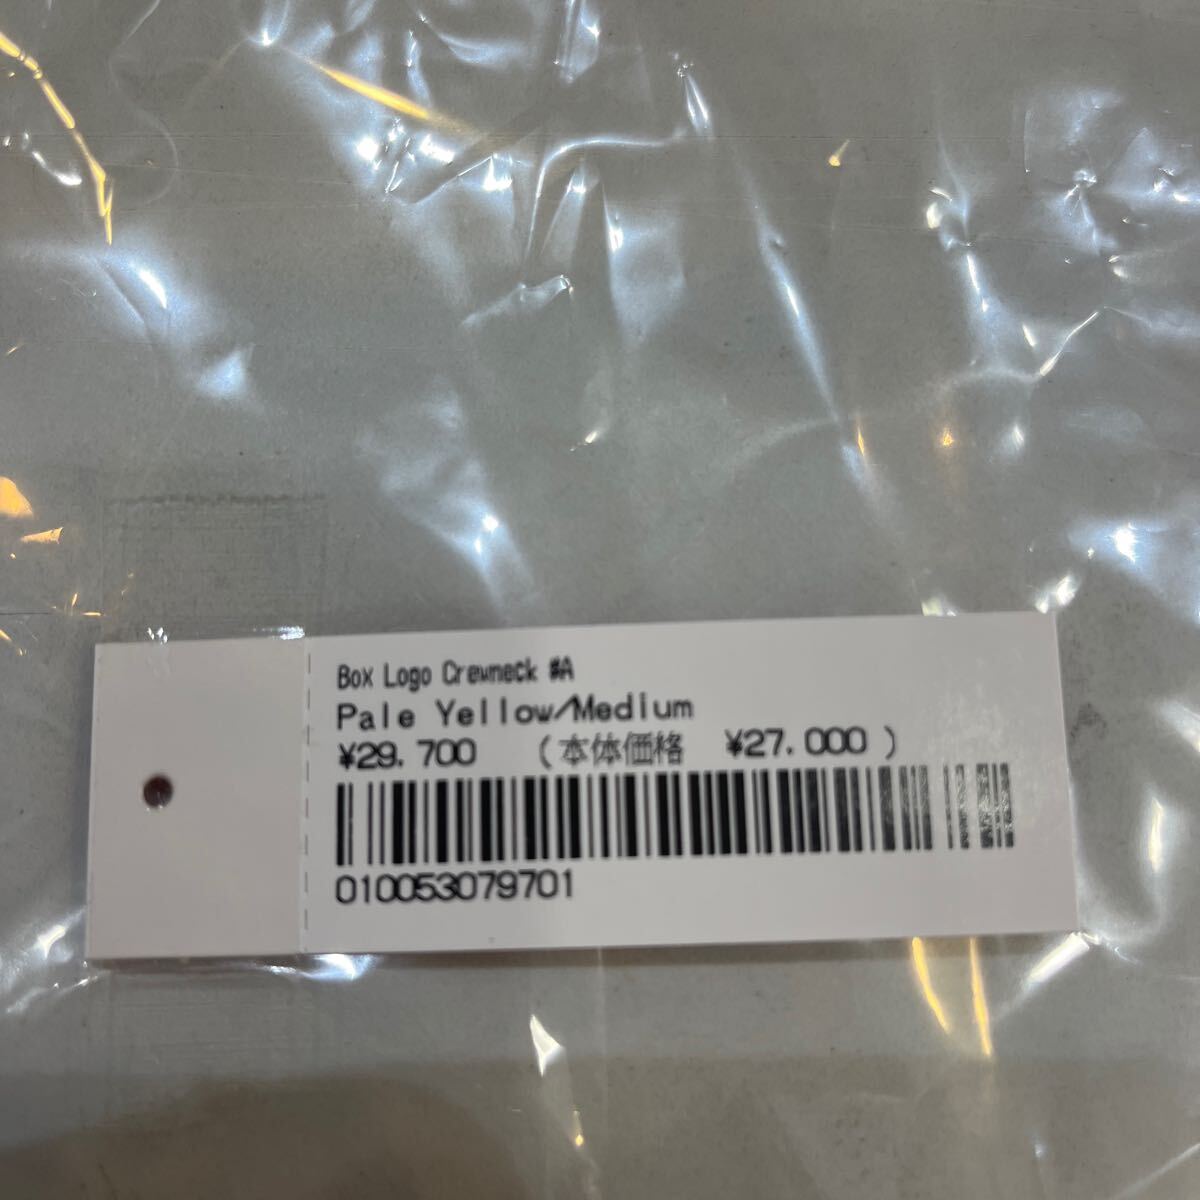 Box Logo Crewneck #A
Pale Yellow/Medium
¥29.700 (本体価格 ¥27.000)
010053079701